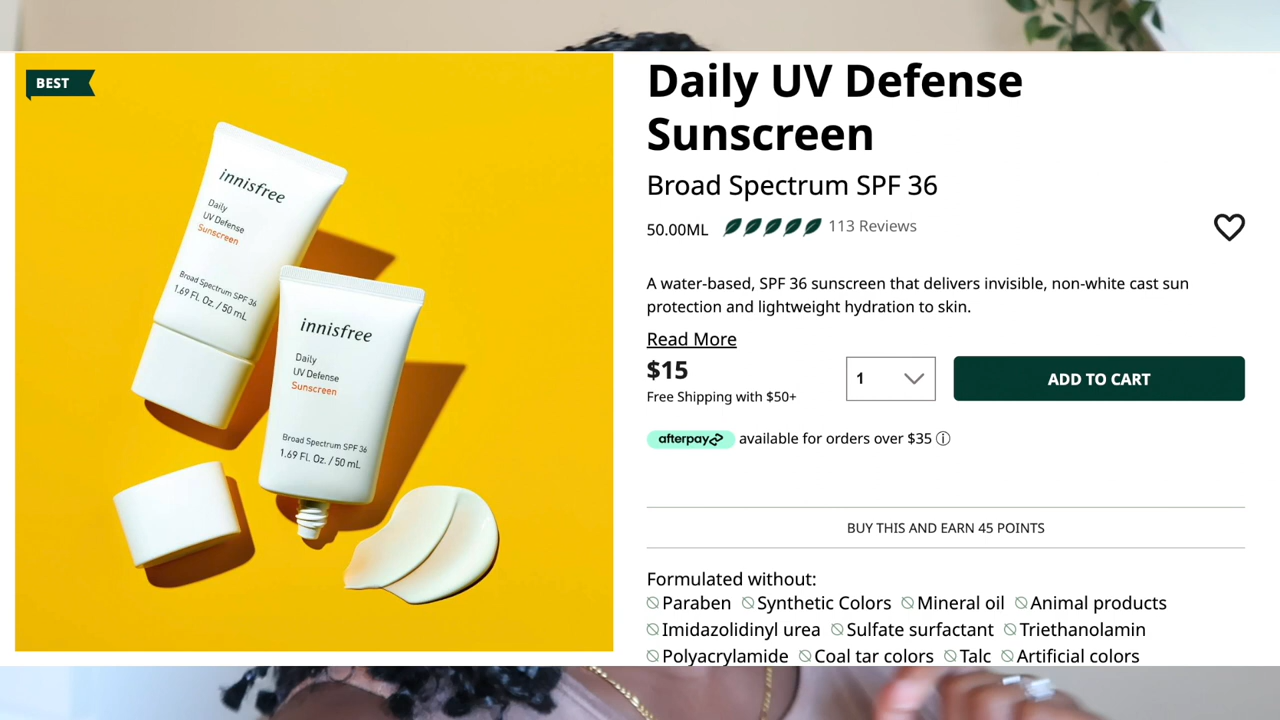 BEST
innisfree
Daily
UV Defense
Sunscreen
Broad Spectrum SPF 36
1.69 Fl. Oz. / 50 mL
innisfree
Daily
UV Defense
Sunscreen
Broad Spectrum SPF 36
1.69 Fl. Oz. / 50 mL
Daily UV Defense
Sunscreen
Broad Spectrum SPF 36
50.00ML 113 Reviews
A water-based, SPF 36 sunscreen that delivers invisible, non-white cast sun
protection and lightweight hydration to skin.
Read More
$15
Free Shipping with $50+
1
ADD TO CART
afterpay available for orders over $35
BUY THIS AND EARN 45 POINTS
Formulated without:
Paraben Synthetic Colors Mineral oil Animal products
Imidazolidinyl urea Sulfate surfactant Triethanolamin
Polyacrylamide Coal tar colors Talc Artificial colors